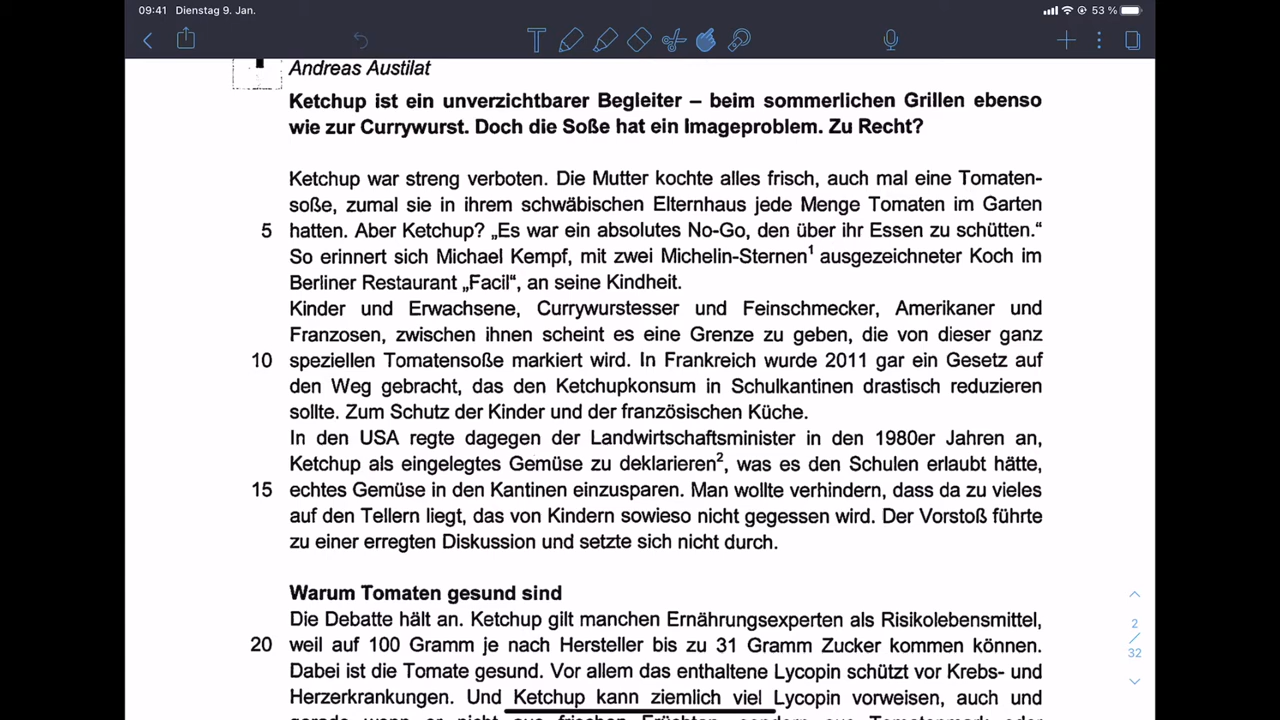 09:41 Dienstag 9. Jan. 53 %
Andreas Austilat
Ketchup ist ein unverzichtbarer Begleiter – beim sommerlichen Grillen ebenso
wie zur Currywurst. Doch die Soße hat ein Imageproblem. Zu Recht?
Ketchup war streng verboten. Die Mutter kochte alles frisch, auch mal eine Tomaten-
soße, zumal sie in ihrem schwäbischen Elternhaus jede Menge Tomaten im Garten
5 hatten. Aber Ketchup? „Es war ein absolutes No-Go, den über ihr Essen zu schütten.“
So erinnert sich Michael Kempf, mit zwei Michelin-Sternen¹ ausgezeichneter Koch im
Berliner Restaurant „Facil“, an seine Kindheit.
Kinder und Erwachsene, Currywurstesser und Feinschmecker, Amerikaner und
Franzosen, zwischen ihnen scheint es eine Grenze zu geben, die von dieser ganz
10 speziellen Tomatensoße markiert wird. In Frankreich wurde 2011 gar ein Gesetz auf
den Weg gebracht, das den Ketchupkonsum in Schulkantinen drastisch reduzieren
sollte. Zum Schutz der Kinder und der französischen Küche.
In den USA regte dagegen der Landwirtschaftsminister in den 1980er Jahren an,
Ketchup als eingelegtes Gemüse zu deklarieren², was es den Schulen erlaubt hätte,
15 echtes Gemüse in den Kantinen einzusparen. Man wollte verhindern, dass da zu vieles
auf den Tellern liegt, das von Kindern sowieso nicht gegessen wird. Der Vorstoß führte
zu einer erregten Diskussion und setzte sich nicht durch.
Warum Tomaten gesund sind
Die Debatte hält an. Ketchup gilt manchen Ernährungsexperten als Risikolebensmittel,
20 weil auf 100 Gramm je nach Hersteller bis zu 31 Gramm Zucker kommen können.
Dabei ist die Tomate gesund. Vor allem das enthaltene Lycopin schützt vor Krebs- und
Herzerkrankungen. Und Ketchup kann ziemlich viel Lycopin vorweisen, auch und
2
/
32